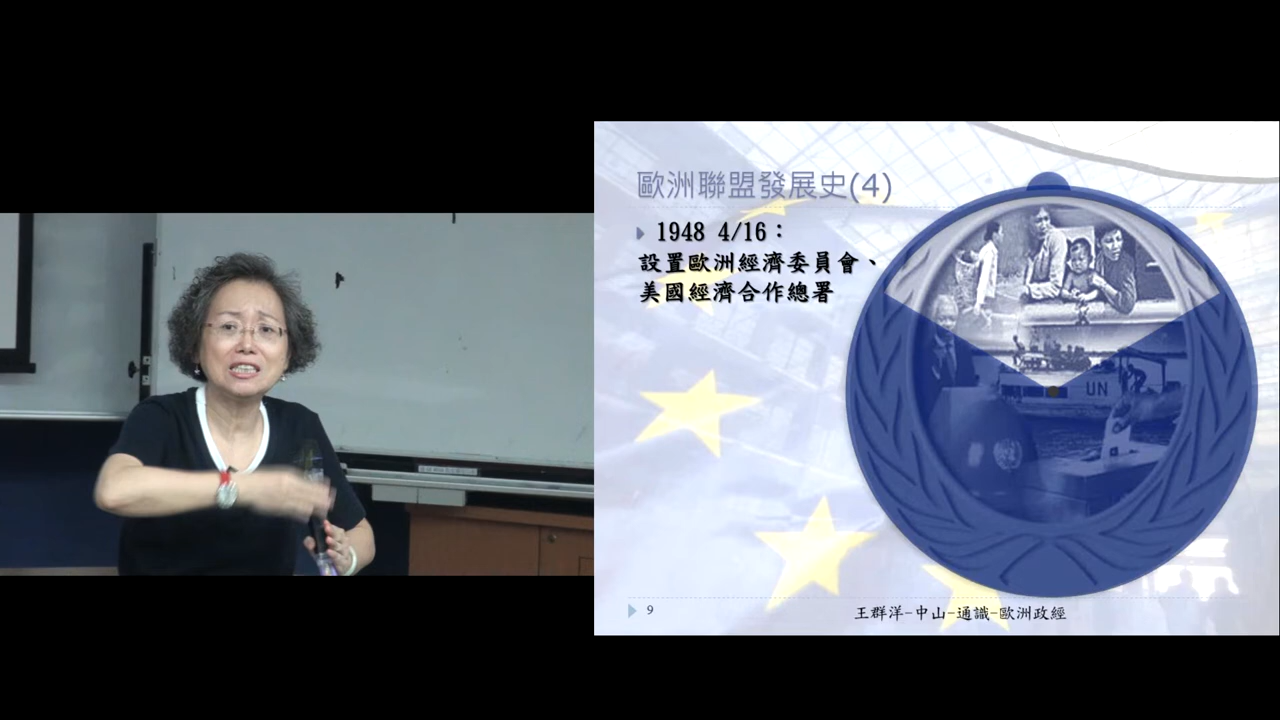 歐洲聯盟發展史(4)
1948 4/16：
設置歐洲經濟委員會、
美國經濟合作總署
UN
9
王群洋-中山-通識-歐洲政經